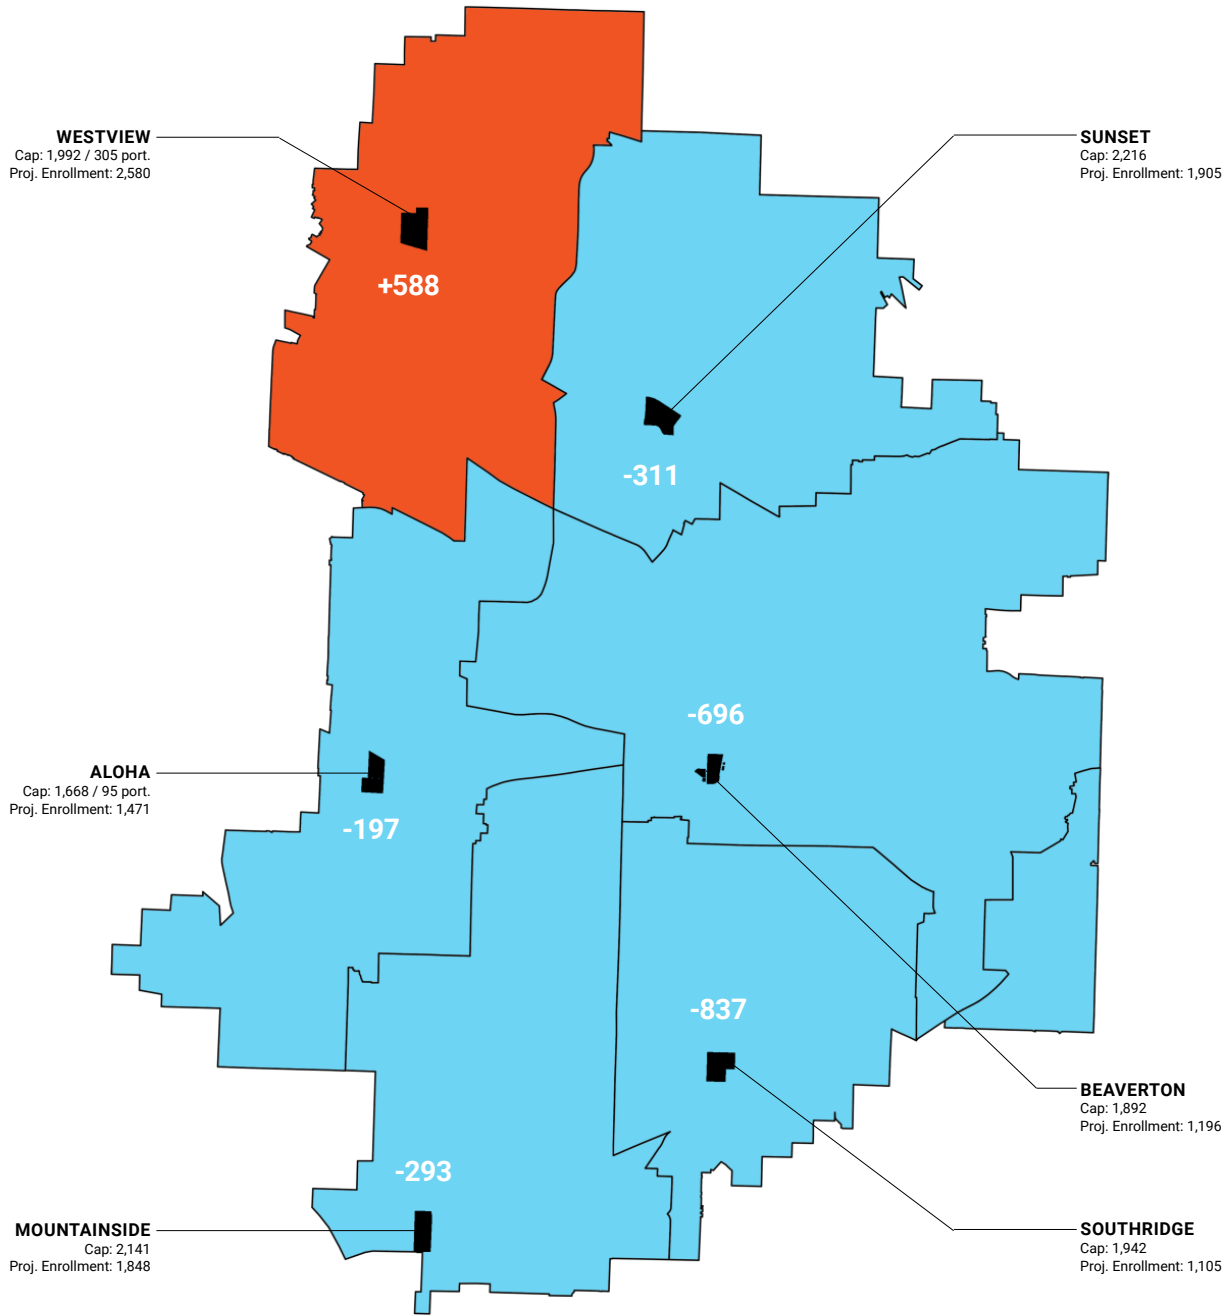 WESTVIEW
Cap: 1,992 / 305 port.
Proj. Enrollment: 2,580
SUNSET
Cap: 2,216
Proj. Enrollment: 1,905
+588
-311
-696
ALOHA
Cap: 1,668 / 95 port.
Proj. Enrollment: 1,471
-197
-837
BEAVERTON
Cap: 1,892
Proj. Enrollment: 1,196
-293
MOUNTAINSIDE
Cap: 2,141
Proj. Enrollment: 1,848
SOUTHRIDGE
Cap: 1,942
Proj. Enrollment: 1,105